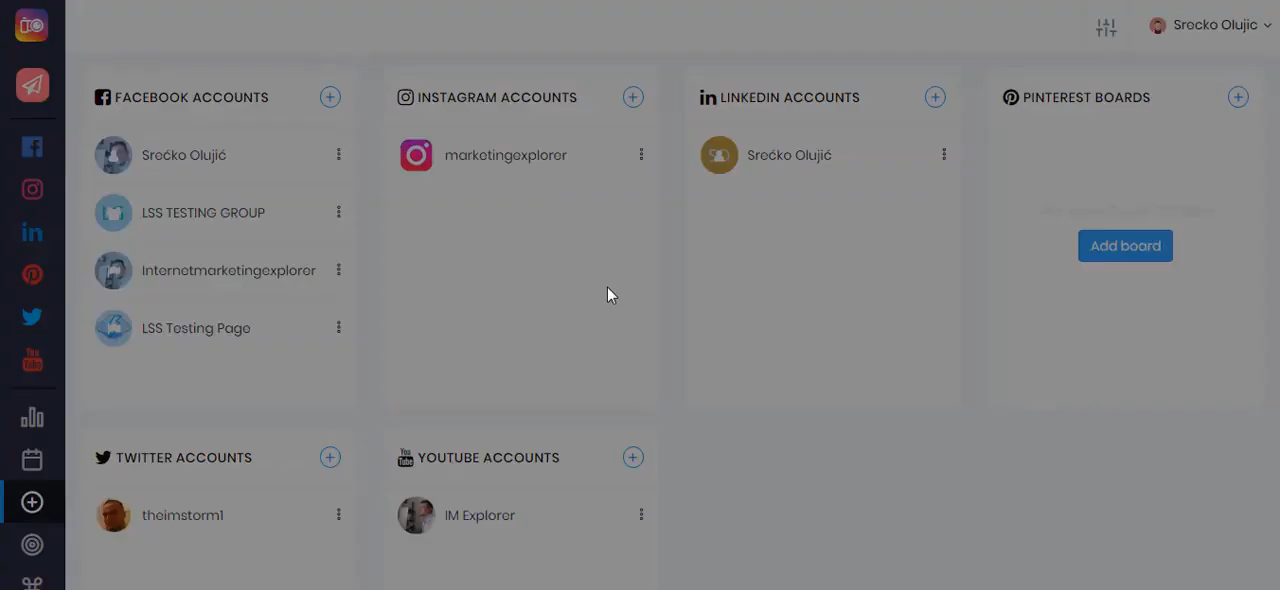 Srecko Olujic
FACEBOOK ACCOUNTS
Srećko Olujić
LSS TESTING GROUP
Internetmarketingexplorer
LSS Testing Page
INSTAGRAM ACCOUNTS
marketingexplorer
LINKEDIN ACCOUNTS
Srećko Olujić
PINTEREST BOARDS
Add board
TWITTER ACCOUNTS
theimstorm1
YOUTUBE ACCOUNTS
IM Explorer